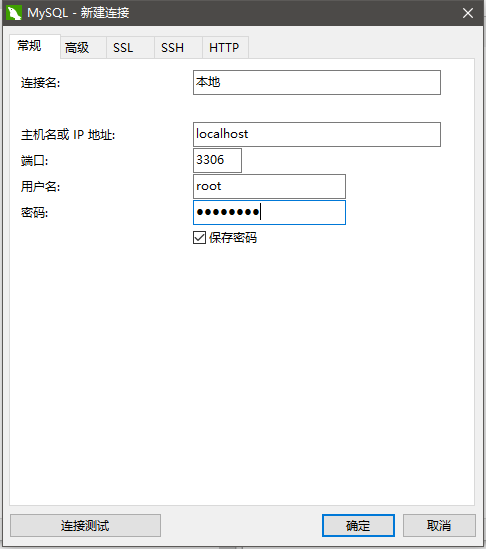 MySQL - 新建连接
常规 高级 SSL SSH HTTP
连接名: 本地
主机名或 IP 地址: localhost
端口: 3306
用户名: root
密码: ●●●●●●●●
保存密码
连接测试 确定 取消